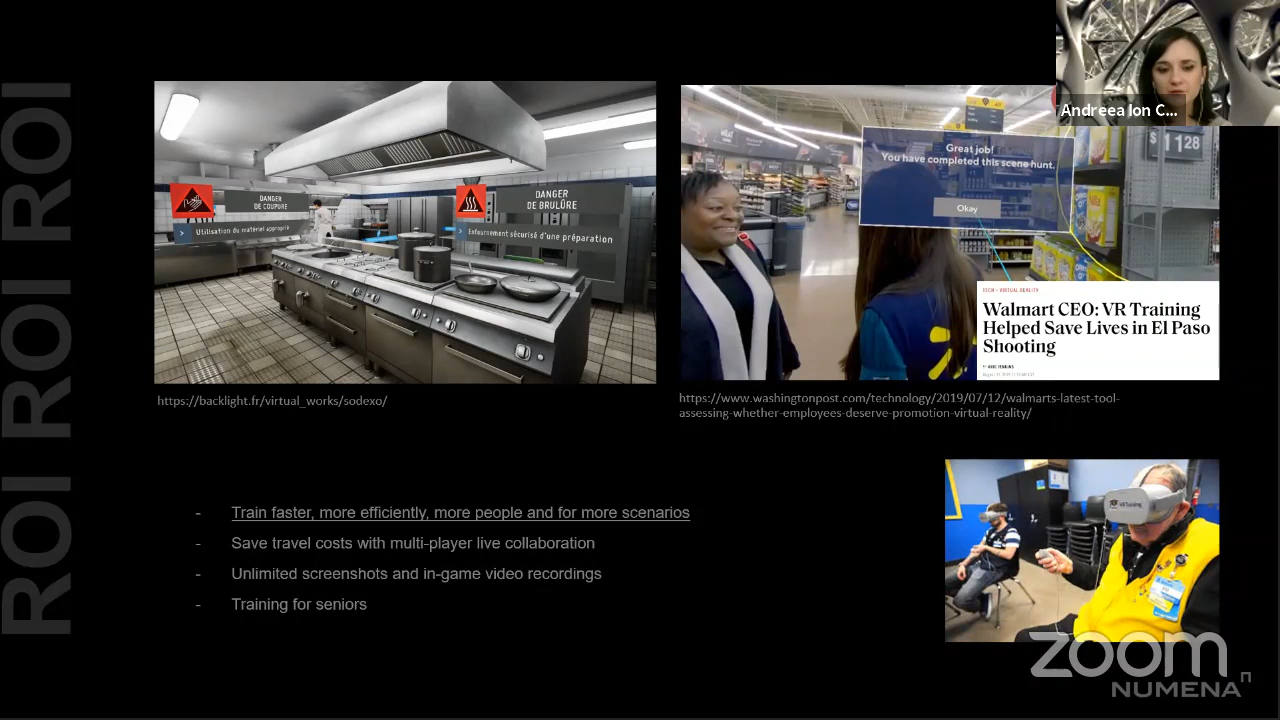 ROI ROI ROI ROI
DANGER
DE COUPURE
Utilisation du matériel approprié
DANGER
DE BRULÛRE
Enfournement sécurisé d'une préparation
https://backlight.fr/virtual_works/sodexo/
Great job!
You have completed this scene hunt.
Okay
$11 28
Andreea Ion C...
TECH • VIRTUAL REALITY
Walmart CEO: VR Training
Helped Save Lives in El Paso
Shooting
https://www.washingtonpost.com/technology/2019/07/12/walmarts-latest-tool-
assessing-whether-employees-deserve-promotion-virtual-reality/
- Train faster, more efficiently, more people and for more scenarios
- Save travel costs with multi-player live collaboration
- Unlimited screenshots and in-game video recordings
- Training for seniors
VR Training
zoom
NUMENA